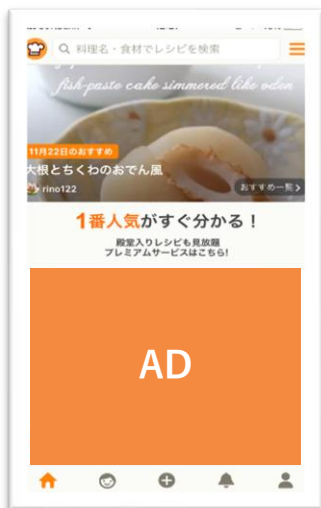 料理名・食材でレシピを検索
fish-paste cake simmered like oden
11月22日のおすすめ
大根とちくわのおでん風
rino122
おすすめ一覧
1番人気がすぐ分かる！
殿堂入りレシピも見放題
プレミアムサービスはこちら!
AD